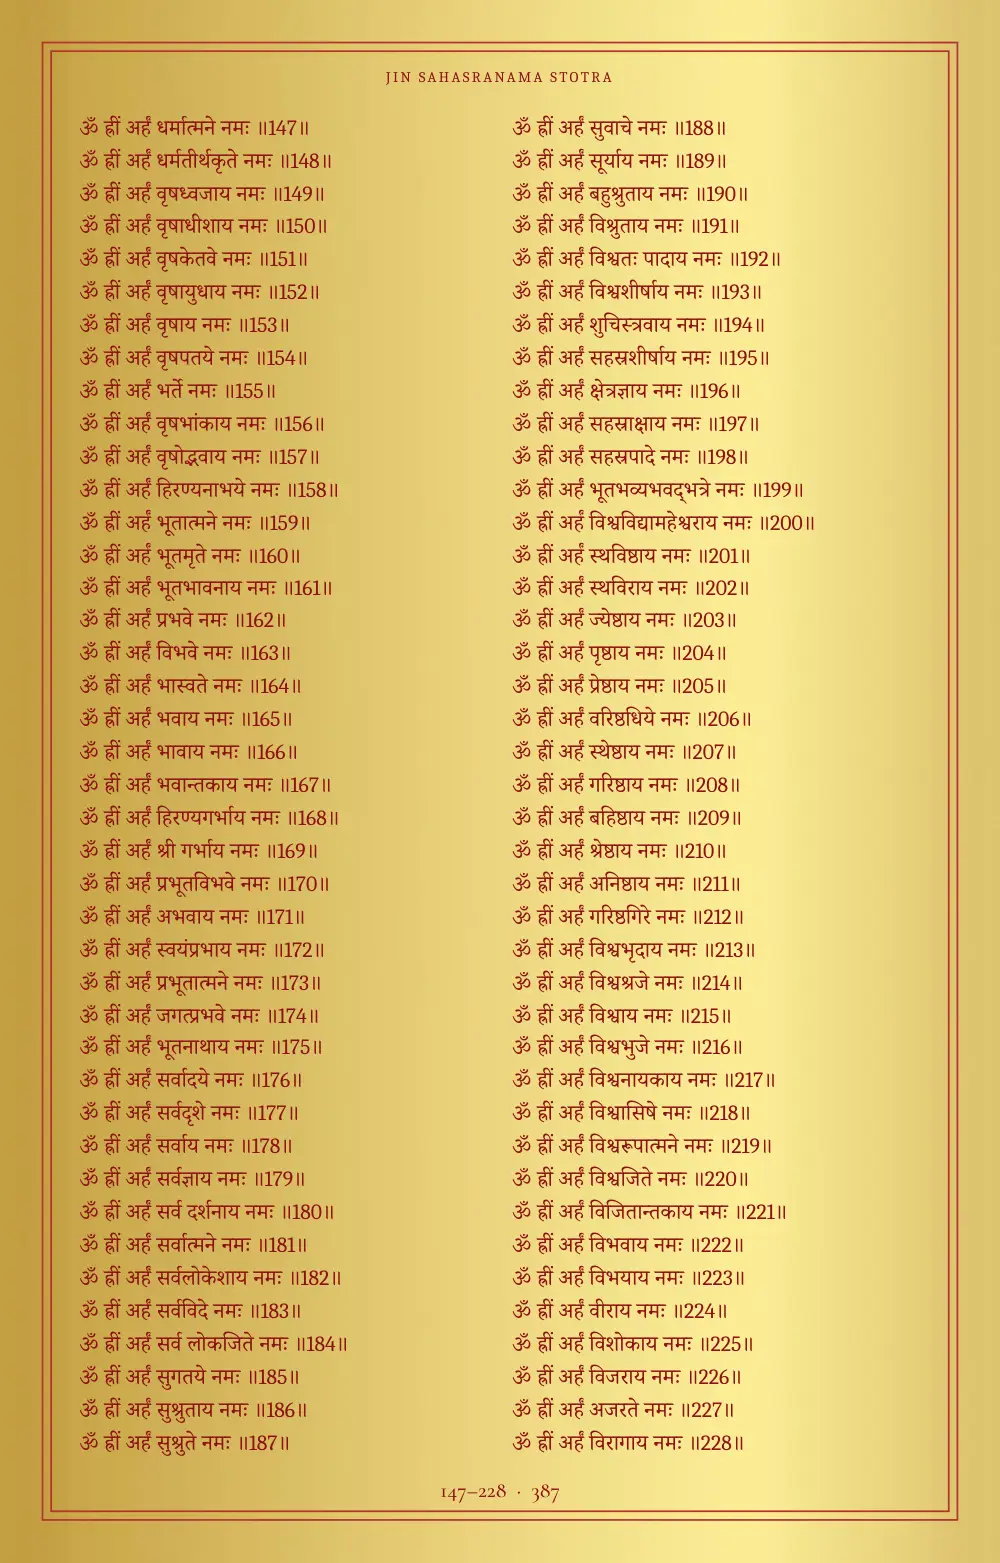 JIN SAHASRANAMA STOTRA
ॐ ह्रीं अर्हं धर्मात्मने नमः ॥147॥
ॐ ह्रीं अर्हं धर्मतीर्थकृते नमः ॥148॥
ॐ ह्रीं अर्हं वृषध्वजाय नमः ॥149॥
ॐ ह्रीं अर्हं वृषाधीशाय नमः ॥150॥
ॐ ह्रीं अर्हं वृषकेतवे नमः ॥151॥
ॐ ह्रीं अर्हं वृषायुधाय नमः ॥152॥
ॐ ह्रीं अर्हं वृषाय नमः ॥153॥
ॐ ह्रीं अर्हं वृषपतये नमः ॥154॥
ॐ ह्रीं अर्हं भर्ते नमः ॥155॥
ॐ ह्रीं अर्हं वृषभांकाय नमः ॥156॥
ॐ ह्रीं अर्हं वृषोद्भवाय नमः ॥157॥
ॐ ह्रीं अर्हं हिरण्यनाभये नमः ॥158॥
ॐ ह्रीं अर्हं भूतात्मने नमः ॥159॥
ॐ ह्रीं अर्हं भूतमृते नमः ॥160॥
ॐ ह्रीं अर्हं भूतभावनाय नमः ॥161॥
ॐ ह्रीं अर्हं प्रभवे नमः ॥162॥
ॐ ह्रीं अर्हं विभवे नमः ॥163॥
ॐ ह्रीं अर्हं भास्वते नमः ॥164॥
ॐ ह्रीं अर्हं भवाय नमः ॥165॥
ॐ ह्रीं अर्हं भावाय नमः ॥166॥
ॐ ह्रीं अर्हं भवान्तकाय नमः ॥167॥
ॐ ह्रीं अर्हं हिरण्यगर्भाय नमः ॥168॥
ॐ ह्रीं अर्हं श्री गर्भाय नमः ॥169॥
ॐ ह्रीं अर्हं प्रभूतविभवे नमः ॥170॥
ॐ ह्रीं अर्हं अभवाय नमः ॥171॥
ॐ ह्रीं अर्हं स्वयंप्रभाय नमः ॥172॥
ॐ ह्रीं अर्हं प्रभूतात्मने नमः ॥173॥
ॐ ह्रीं अर्हं जगत्प्रभवे नमः ॥174॥
ॐ ह्रीं अर्हं भूतनाथाय नमः ॥175॥
ॐ ह्रीं अर्हं सर्वादये नमः ॥176॥
ॐ ह्रीं अर्हं सर्वदृशे नमः ॥177॥
ॐ ह्रीं अर्हं सर्वाय नमः ॥178॥
ॐ ह्रीं अर्हं सर्वज्ञाय नमः ॥179॥
ॐ ह्रीं अर्हं सर्व दर्शनाय नमः ॥180॥
ॐ ह्रीं अर्हं सर्वात्मने नमः ॥181॥
ॐ ह्रीं अर्हं सर्वलोकेशाय नमः ॥182॥
ॐ ह्रीं अर्हं सर्वविदे नमः ॥183॥
ॐ ह्रीं अर्हं सर्व लोकजिते नमः ॥184॥
ॐ ह्रीं अर्हं सुगतये नमः ॥185॥
ॐ ह्रीं अर्हं सुश्रुताय नमः ॥186॥
ॐ ह्रीं अर्हं सुश्रुते नमः ॥187॥
ॐ ह्रीं अर्हं सुवाचे नमः ॥188॥
ॐ ह्रीं अर्हं सूर्याय नमः ॥189॥
ॐ ह्रीं अर्हं बहुश्रुताय नमः ॥190॥
ॐ ह्रीं अर्हं विश्रुताय नमः ॥191॥
ॐ ह्रीं अर्हं विश्वतः पादाय नमः ॥192॥
ॐ ह्रीं अर्हं विश्वशीर्षाय नमः ॥193॥
ॐ ह्रीं अर्हं शुचिस्त्रवाय नमः ॥194॥
ॐ ह्रीं अर्हं सहस्रशीर्षाय नमः ॥195॥
ॐ ह्रीं अर्हं क्षेत्रज्ञाय नमः ॥196॥
ॐ ह्रीं अर्हं सहस्राक्षाय नमः ॥197॥
ॐ ह्रीं अर्हं सहस्रपादे नमः ॥198॥
ॐ ह्रीं अर्हं भूतभव्यभवद्भत्रे नमः ॥199॥
ॐ ह्रीं अर्हं विश्वविद्यामहेश्वराय नमः ॥200॥
ॐ ह्रीं अर्हं स्थविष्ठाय नमः ॥201॥
ॐ ह्रीं अर्हं स्थविराय नमः ॥202॥
ॐ ह्रीं अर्हं ज्येष्ठाय नमः ॥203॥
ॐ ह्रीं अर्हं पृष्ठाय नमः ॥204॥
ॐ ह्रीं अर्हं प्रेष्ठाय नमः ॥205॥
ॐ ह्रीं अर्हं वरिष्ठधिये नमः ॥206॥
ॐ ह्रीं अर्हं स्थेष्ठाय नमः ॥207॥
ॐ ह्रीं अर्हं गरिष्ठाय नमः ॥208॥
ॐ ह्रीं अर्हं बहिष्ठाय नमः ॥209॥
ॐ ह्रीं अर्हं श्रेष्ठाय नमः ॥210॥
ॐ ह्रीं अर्हं अनिष्ठाय नमः ॥211॥
ॐ ह्रीं अर्हं गरिष्ठगिरे नमः ॥212॥
ॐ ह्रीं अर्हं विश्वभृदाय नमः ॥213॥
ॐ ह्रीं अर्हं विश्वश्रजे नमः ॥214॥
ॐ ह्रीं अर्हं विश्वाय नमः ॥215॥
ॐ ह्रीं अर्हं विश्वभुजे नमः ॥216॥
ॐ ह्रीं अर्हं विश्वनायकाय नमः ॥217॥
ॐ ह्रीं अर्हं विश्वासिषे नमः ॥218॥
ॐ ह्रीं अर्हं विश्वरूपात्मने नमः ॥219॥
ॐ ह्रीं अर्हं विश्वजिते नमः ॥220॥
ॐ ह्रीं अर्हं विजितान्तकाय नमः ॥221॥
ॐ ह्रीं अर्हं विभवाय नमः ॥222॥
ॐ ह्रीं अर्हं विभयाय नमः ॥223॥
ॐ ह्रीं अर्हं वीराय नमः ॥224॥
ॐ ह्रीं अर्हं विशोकाय नमः ॥225॥
ॐ ह्रीं अर्हं विजराय नमः ॥226॥
ॐ ह्रीं अर्हं अजरते नमः ॥227॥
ॐ ह्रीं अर्हं विरागाय नमः ॥228॥
147–228 · 387